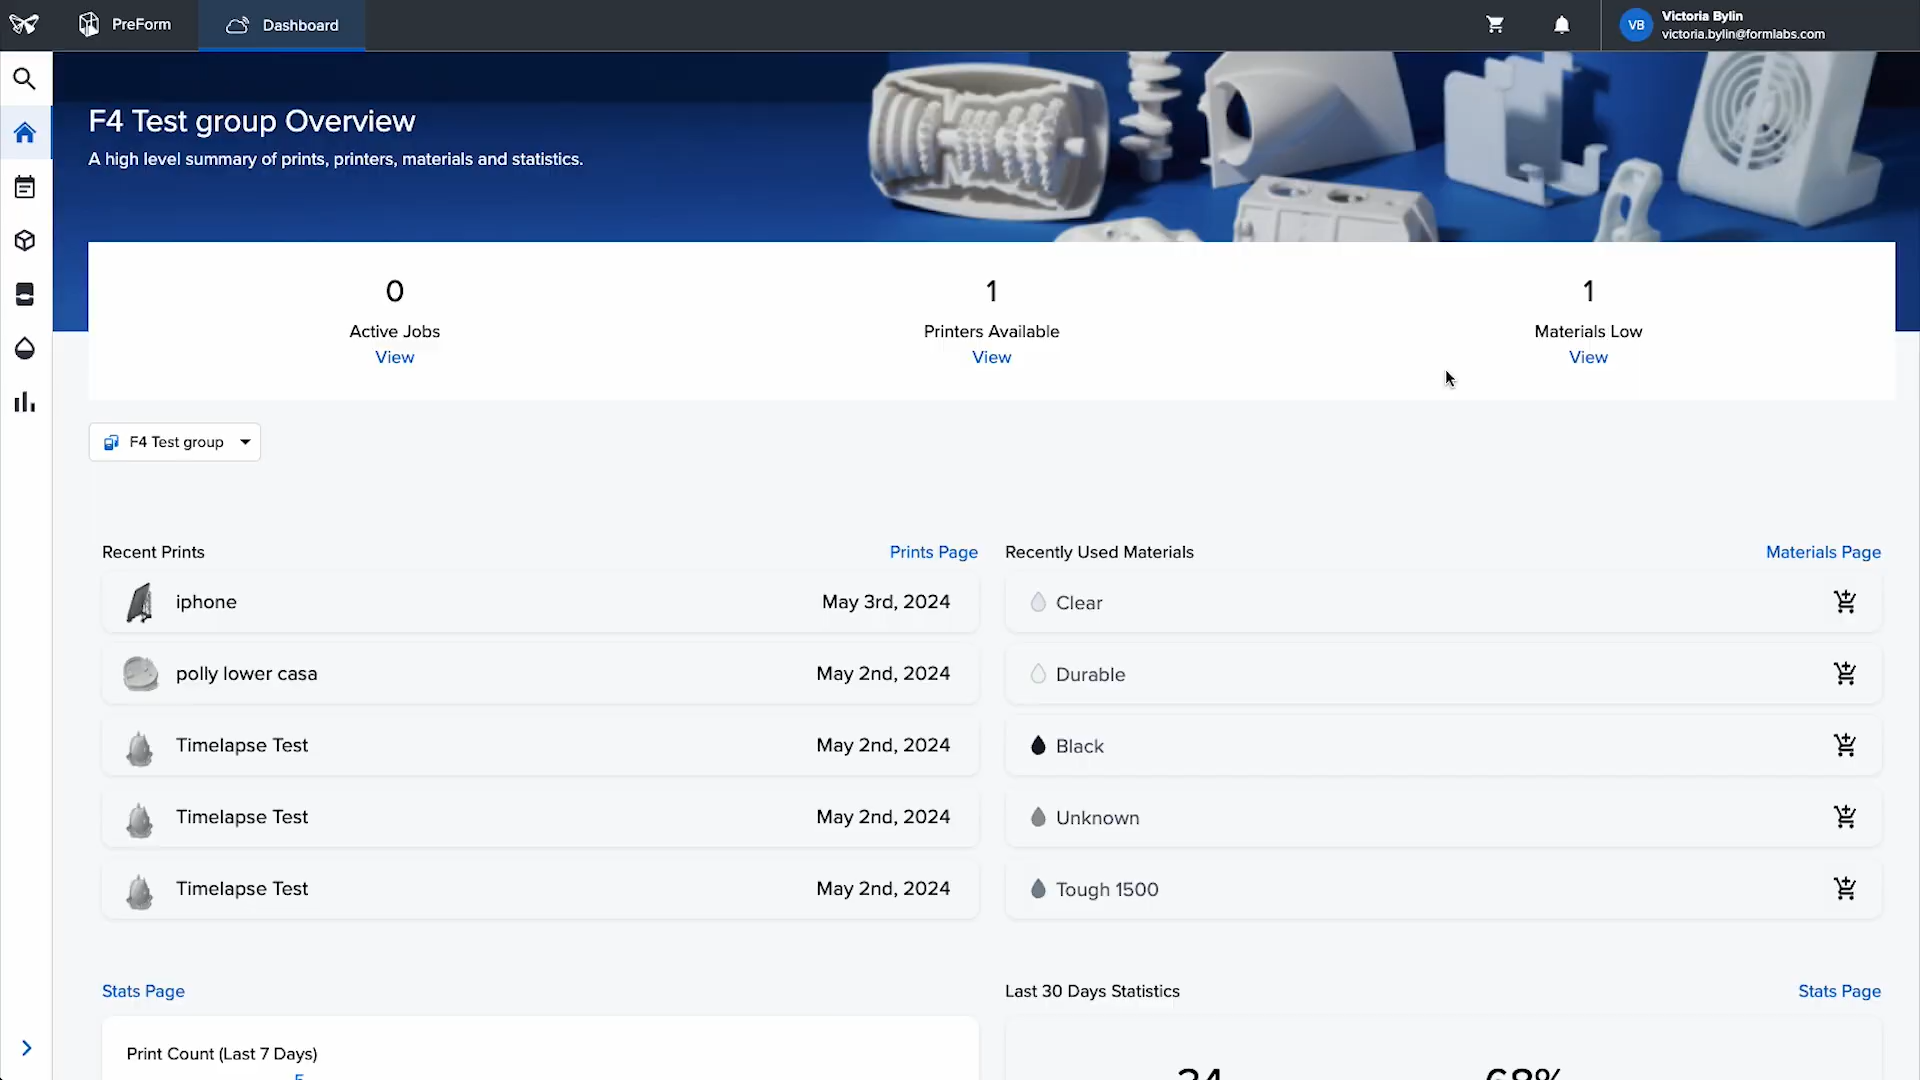 PreForm
Dashboard
Victoria Bylin
VB
victoria.bylin@formlabs.com
F4 Test group Overview
A high level summary of prints, printers, materials and statistics.
0
Active Jobs
View
1
Printers Available
View
1
Materials Low
View
F4 Test group
Recent Prints
Prints Page
iphone
May 3rd, 2024
polly lower casa
May 2nd, 2024
Timelapse Test
May 2nd, 2024
Timelapse Test
May 2nd, 2024
Timelapse Test
May 2nd, 2024
Recently Used Materials
Materials Page
Clear
Durable
Black
Unknown
Tough 1500
Stats Page
Print Count (Last 7 Days)
5
Last 30 Days Statistics
Stats Page
34
68%